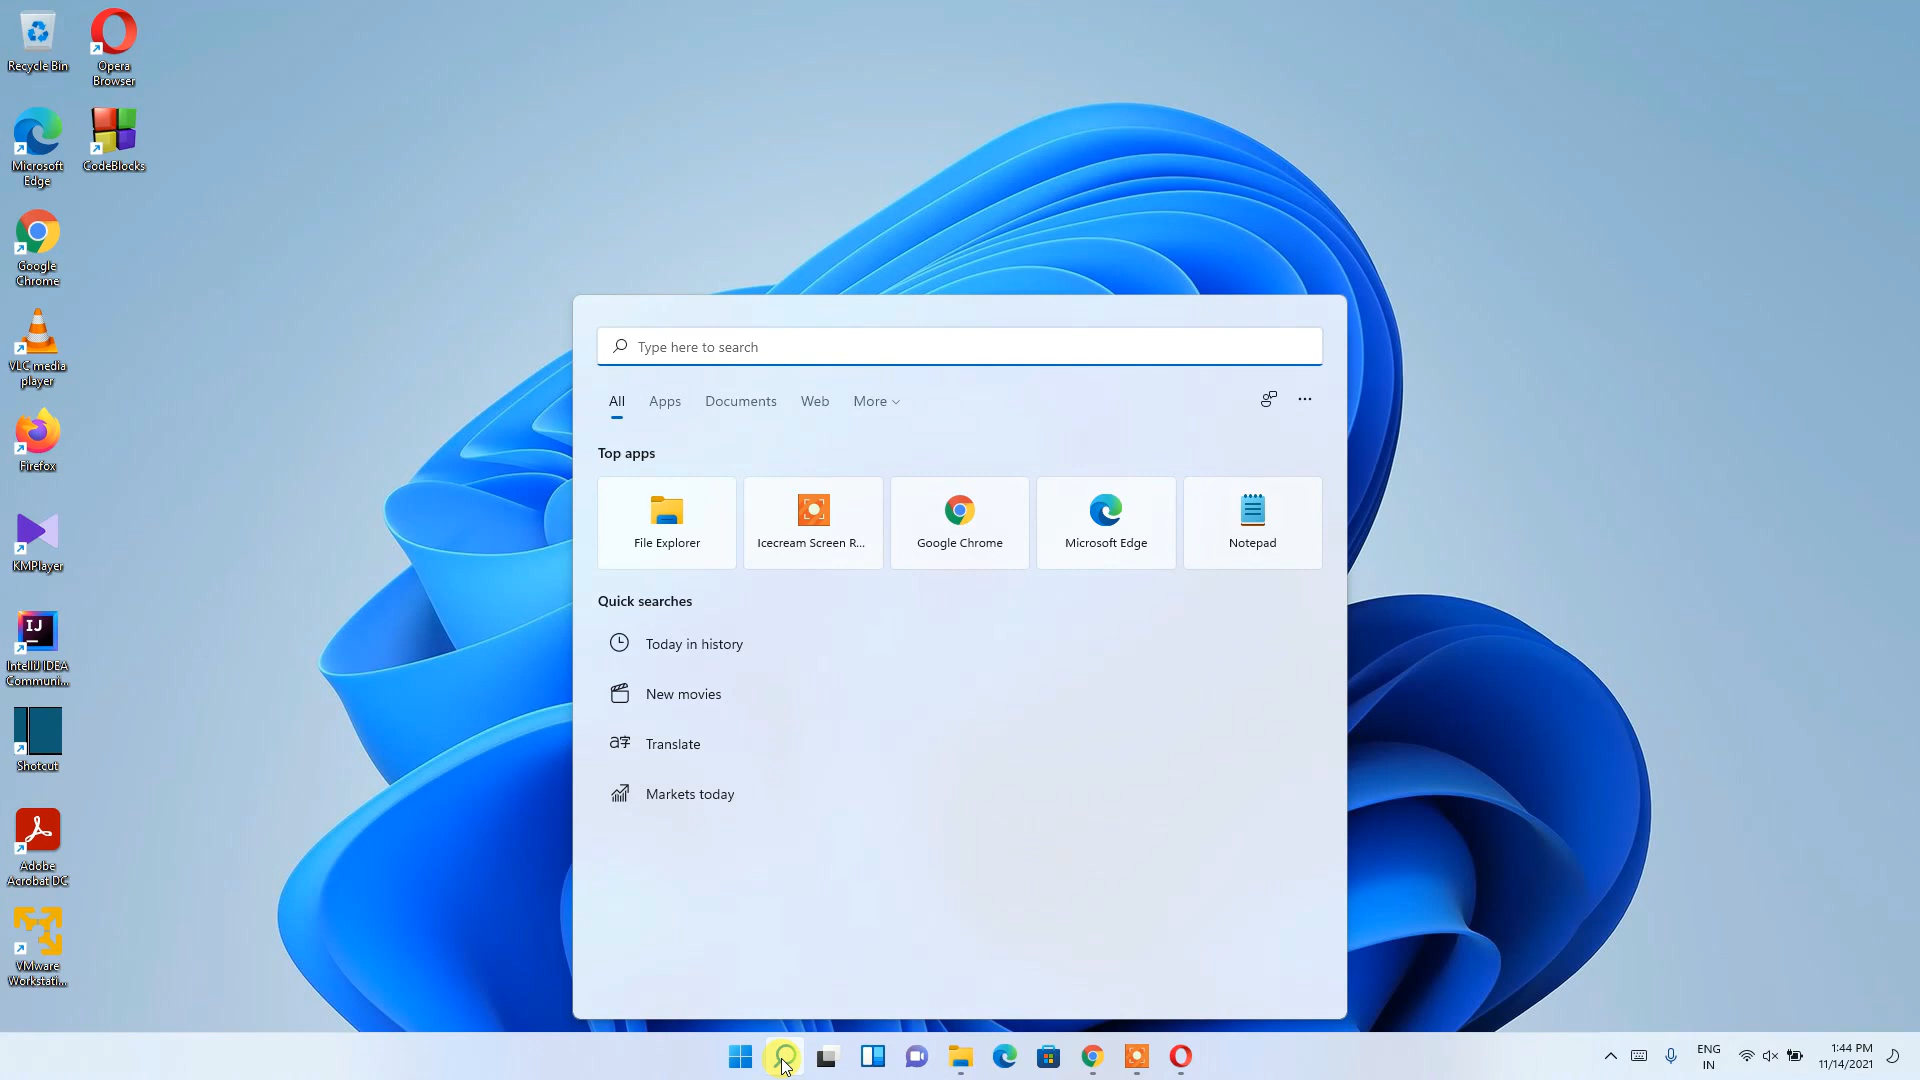 Recycle Bin
Opera
Browser
Microsoft
Edge
CodeBlocks
Google
Chrome
VLC media
player
Firefox
KMPlayer
IntelliJ IDEA
Communi...
Shotcut
Adobe
Acrobat DC
VMware
Workstati...
Type here to search
All Apps Documents Web More
Top apps
File Explorer Icecream Screen R... Google Chrome Microsoft Edge Notepad
Quick searches
Today in history
New movies
Translate
Markets today
ENG
IN
1:44 PM
11/14/2021